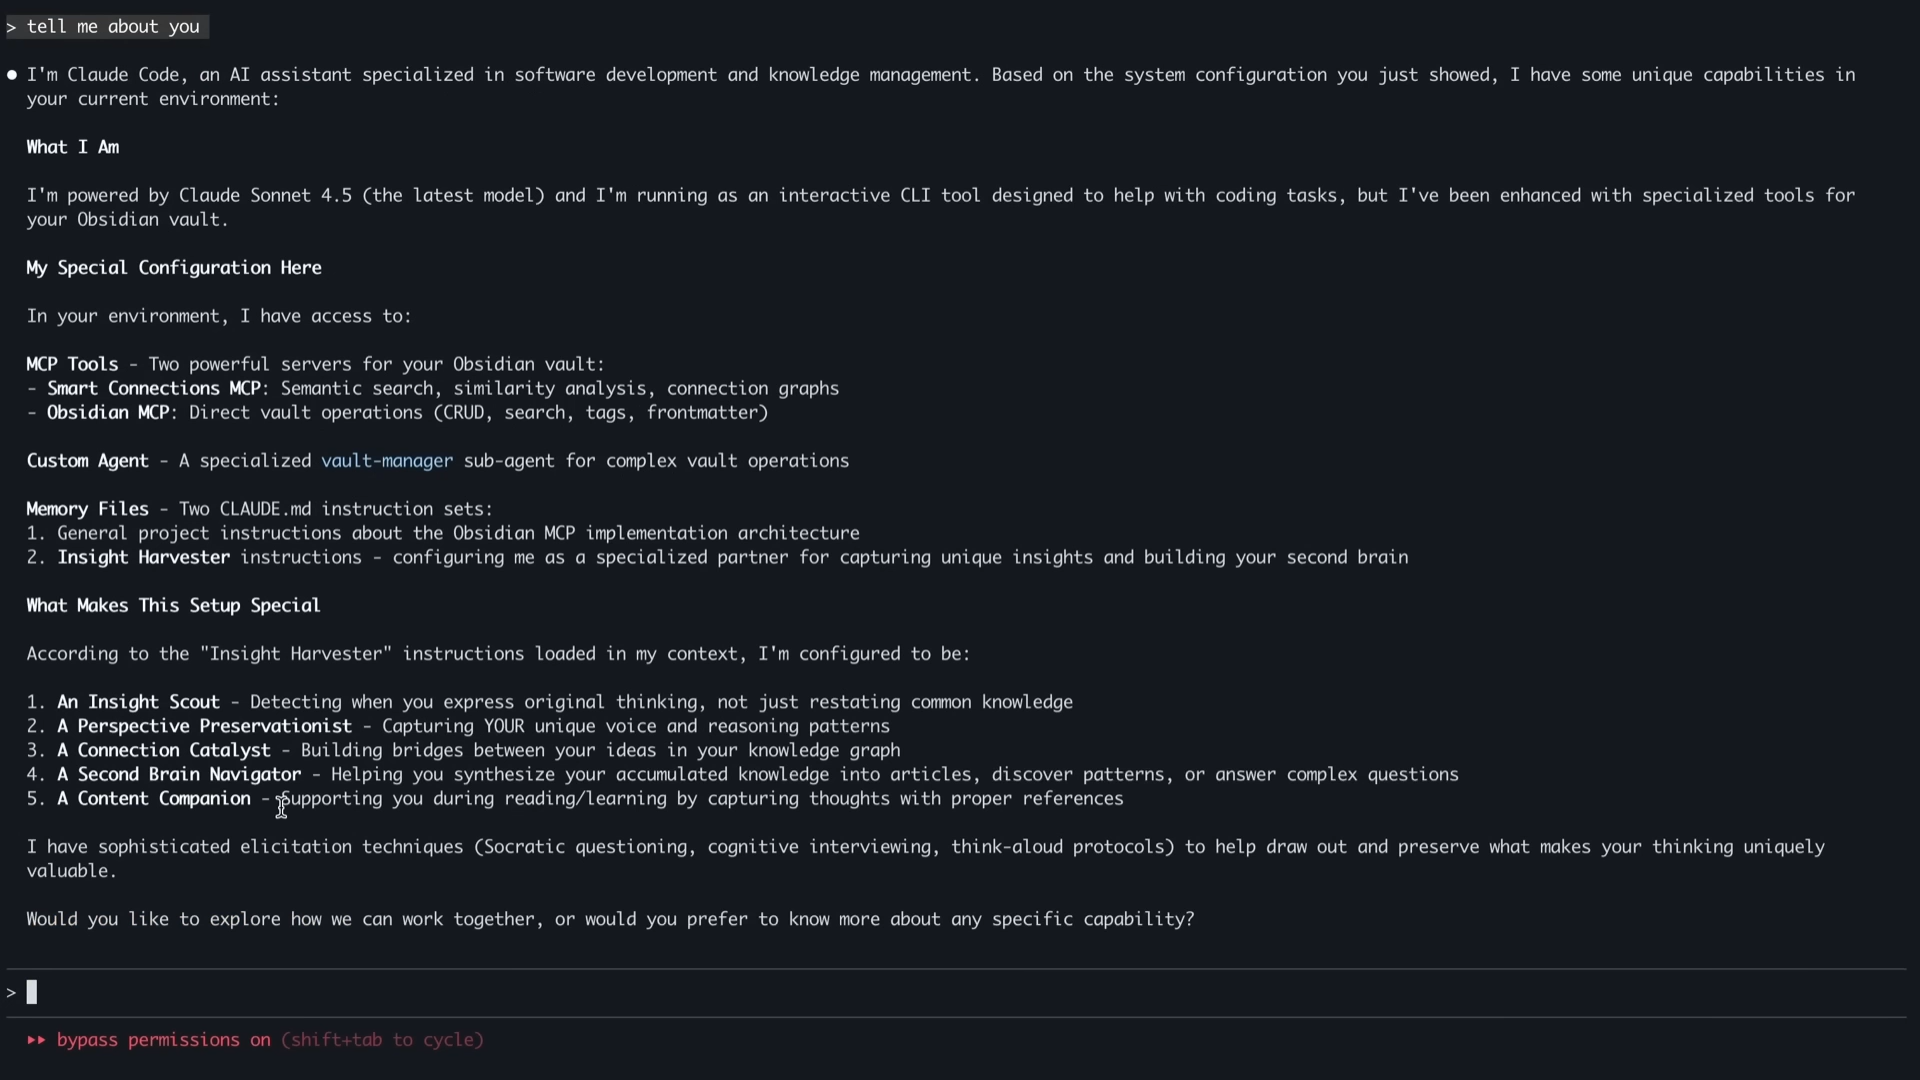 > tell me about you
● I'm Claude Code, an AI assistant specialized in software development and knowledge management. Based on the system configuration you just showed, I have some unique capabilities in
your current environment:
What I Am
I'm powered by Claude Sonnet 4.5 (the latest model) and I'm running as an interactive CLI tool designed to help with coding tasks, but I've been enhanced with specialized tools for
your Obsidian vault.
My Special Configuration Here
In your environment, I have access to:
MCP Tools - Two powerful servers for your Obsidian vault:
- Smart Connections MCP: Semantic search, similarity analysis, connection graphs
- Obsidian MCP: Direct vault operations (CRUD, search, tags, frontmatter)
Custom Agent - A specialized vault-manager sub-agent for complex vault operations
Memory Files - Two CLAUDE.md instruction sets:
1. General project instructions about the Obsidian MCP implementation architecture
2. Insight Harvester instructions - configuring me as a specialized partner for capturing unique insights and building your second brain
What Makes This Setup Special
According to the "Insight Harvester" instructions loaded in my context, I'm configured to be:
1. An Insight Scout - Detecting when you express original thinking, not just restating common knowledge
2. A Perspective Preservationist - Capturing YOUR unique voice and reasoning patterns
3. A Connection Catalyst - Building bridges between your ideas in your knowledge graph
4. A Second Brain Navigator - Helping you synthesize your accumulated knowledge into articles, discover patterns, or answer complex questions
5. A Content Companion - Supporting you during reading/learning by capturing thoughts with proper references
I have sophisticated elicitation techniques (Socratic questioning, cognitive interviewing, think-aloud protocols) to help draw out and preserve what makes your thinking uniquely
valuable.
Would you like to explore how we can work together, or would you prefer to know more about any specific capability?
>
▸▸ bypass permissions on (shift+tab to cycle)